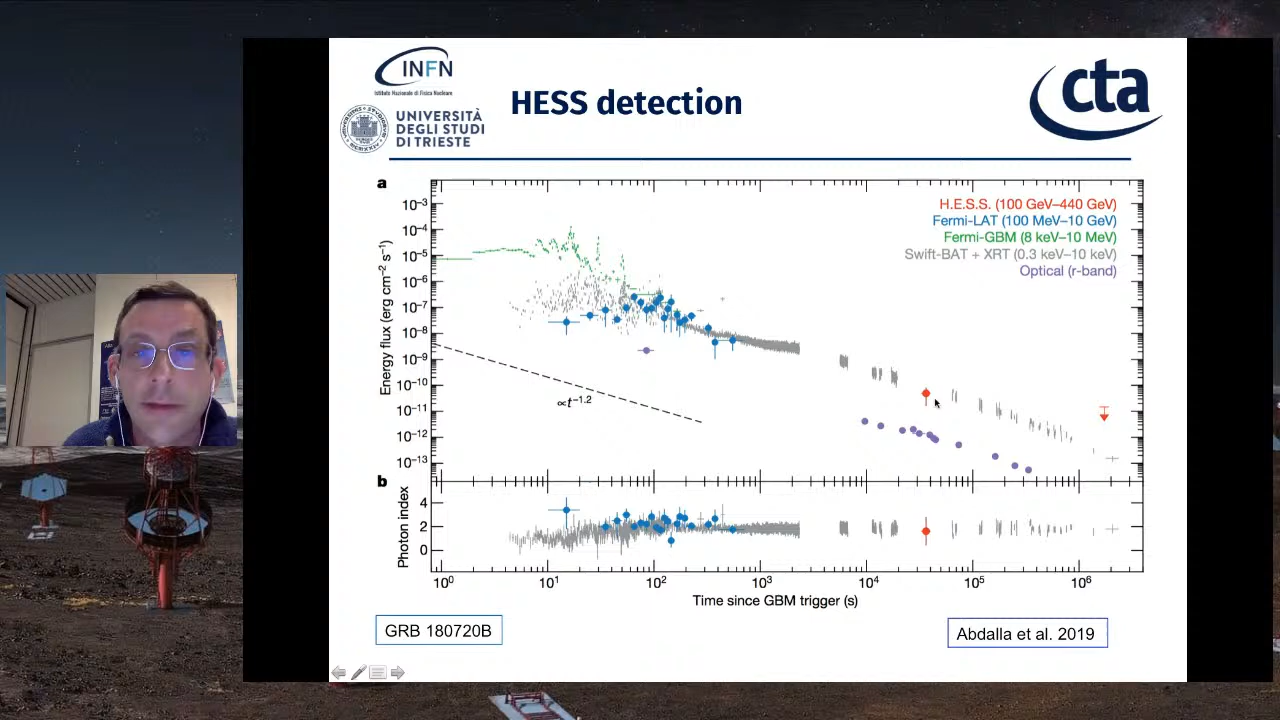 INFN
Istituto Nazionale di Fisica Nucleare
UNIVERSITÀ
DEGLI STUDI
DI TRIESTE
HESS detection
cta
a
H.E.S.S. (100 GeV–440 GeV)
Fermi-LAT (100 MeV–10 GeV)
Fermi-GBM (8 keV–10 MeV)
Swift-BAT + XRT (0.3 keV–10 keV)
Optical (r-band)
Energy flux (erg cm⁻² s⁻¹)
10⁻³
10⁻⁴
10⁻⁵
10⁻⁶
10⁻⁷
10⁻⁸
10⁻⁹
10⁻¹⁰
10⁻¹¹
10⁻¹²
10⁻¹³
∝t⁻¹·²
b
Photon index
4
2
0
10⁰ 10¹ 10² 10³ 10⁴ 10⁵ 10⁶
Time since GBM trigger (s)
GRB 180720B
Abdalla et al. 2019